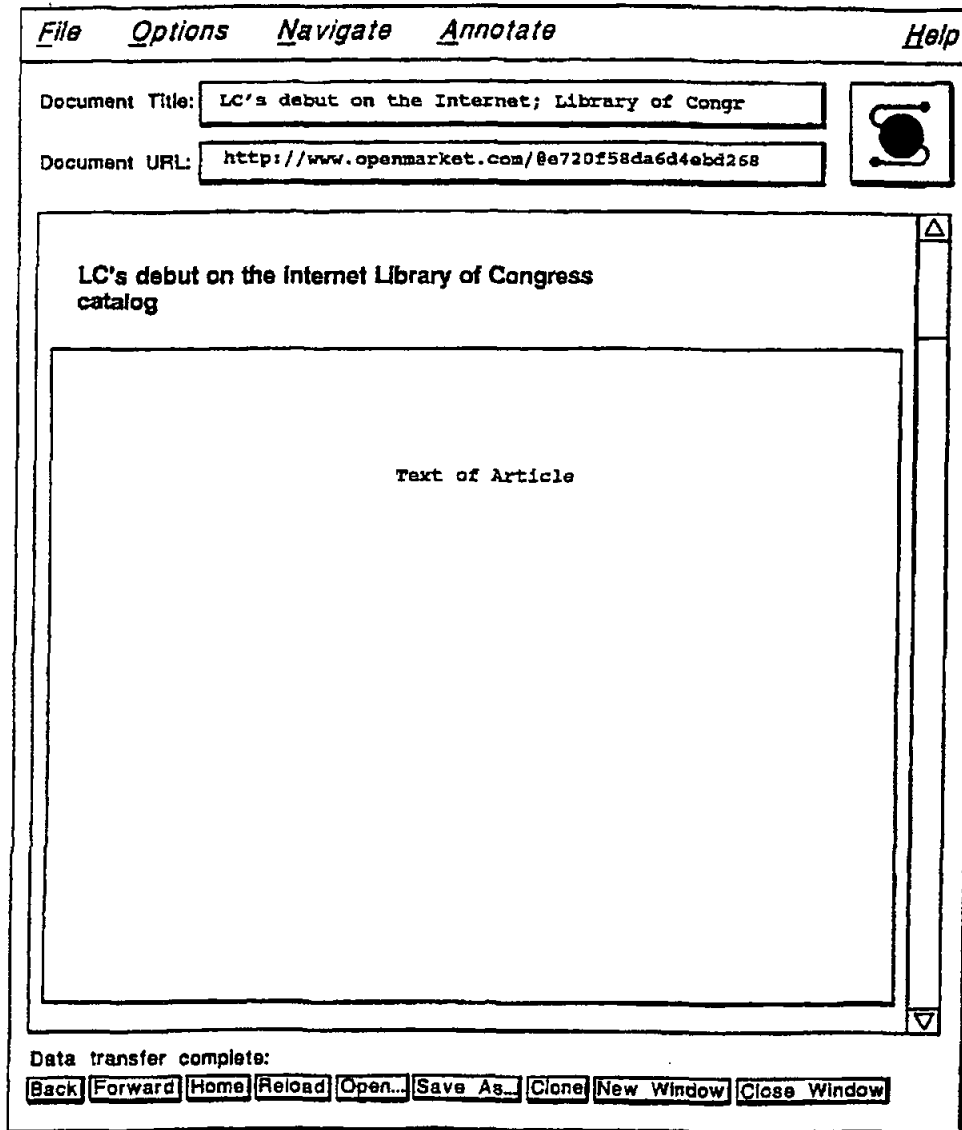 File Options Navigate Annotate Help
Document Title: LC's debut on the Internet; Library of Congr
Document URL: http://www.openmarket.com/@e720f58da6d4ebd268
LC's debut on the internet Library of Congress
catalog
Text of Article
Data transfer complete:
Back Forward Home Reload Open... Save As... Clone New Window Close Window